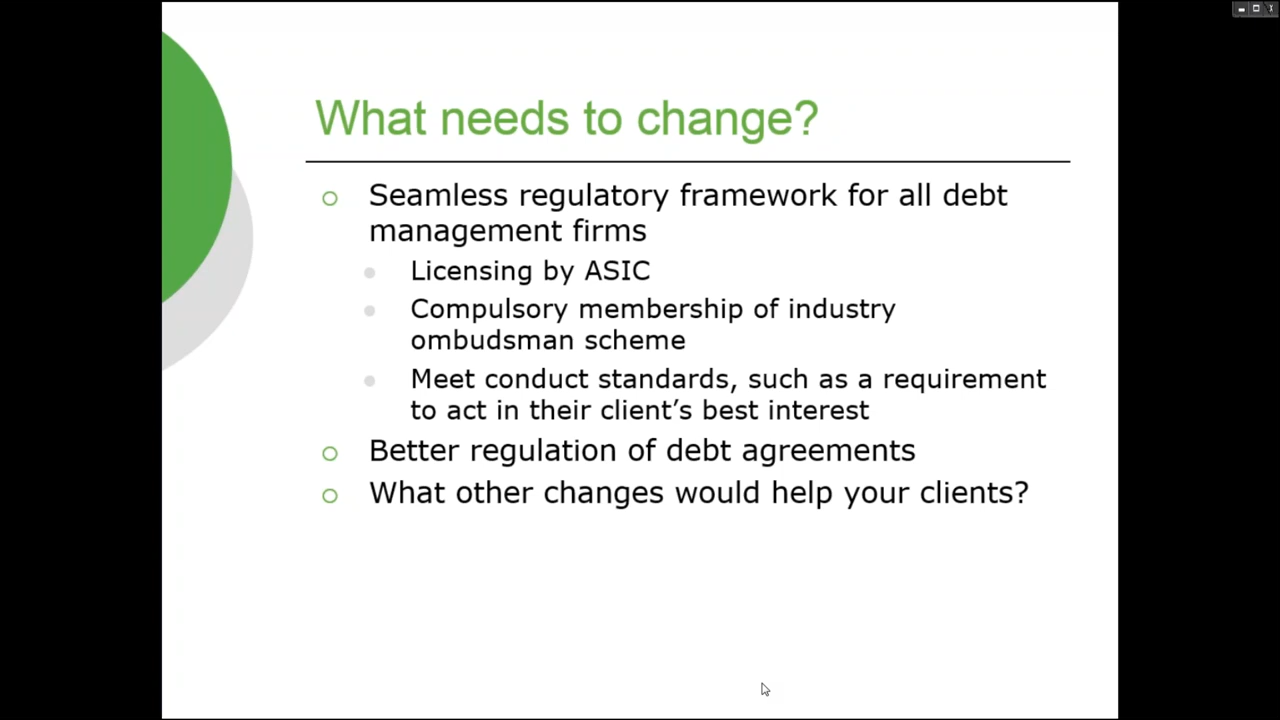 What needs to change?
Seamless regulatory framework for all debt
management firms
Licensing by ASIC
Compulsory membership of industry
ombudsman scheme
Meet conduct standards, such as a requirement
to act in their client’s best interest
Better regulation of debt agreements
What other changes would help your clients?